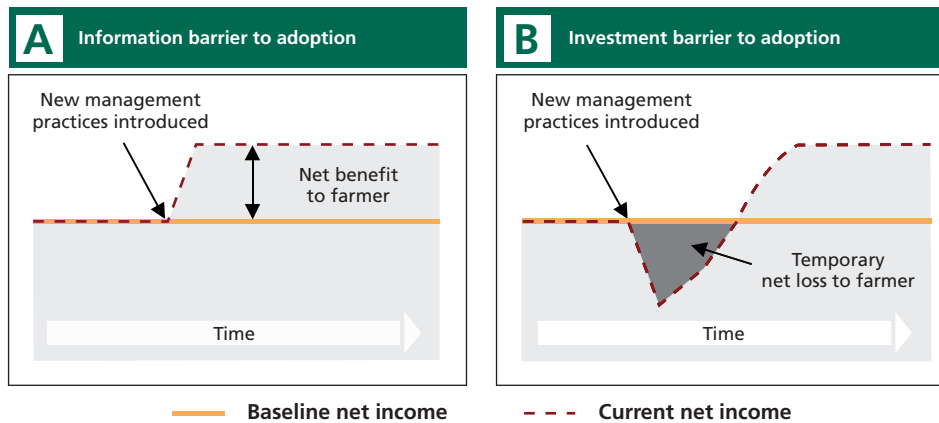 A Information barrier to adoption
New management
practices introduced
Net benefit
to farmer
Time
B Investment barrier to adoption
New management
practices introduced
Temporary
net loss to farmer
Time
Baseline net income
Current net income